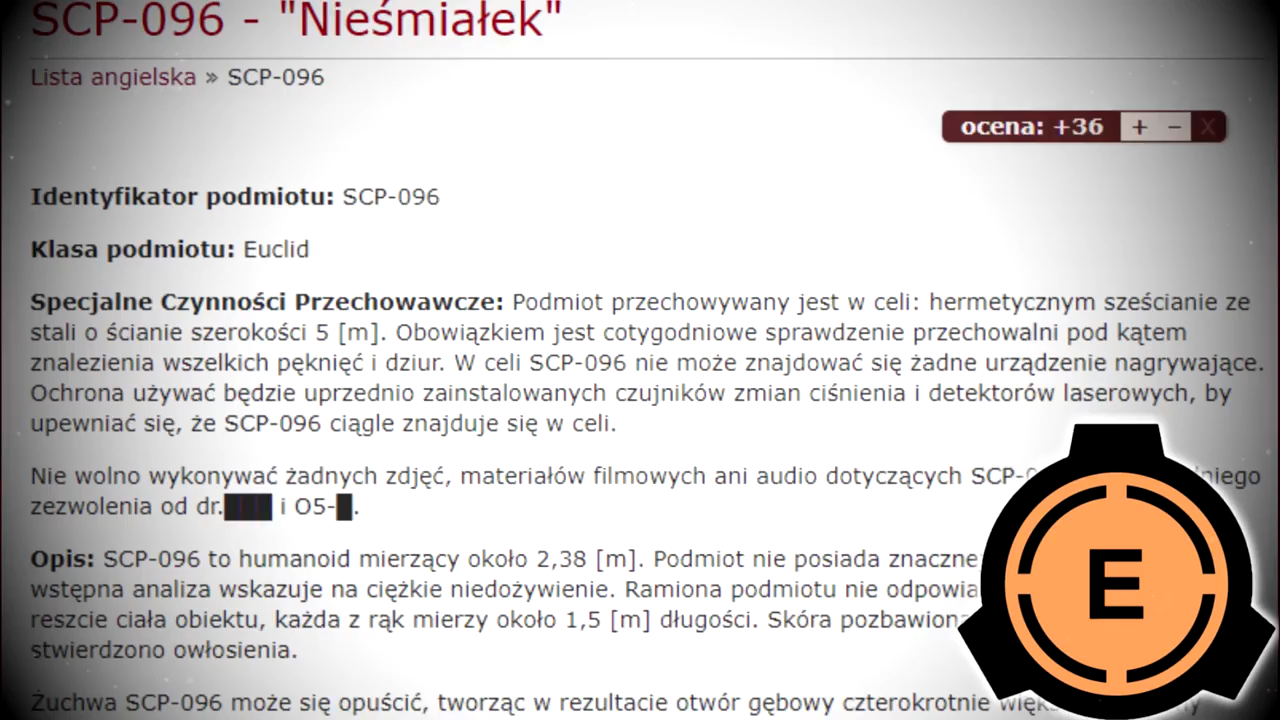 SCP-096 - "Nieśmiałek"
Lista angielska » SCP-096
ocena: +36 + − X
Identyfikator podmiotu: SCP-096
Klasa podmiotu: Euclid
Specjalne Czynności Przechowawcze: Podmiot przechowywany jest w celi: hermetycznym sześcianie ze
stali o ścianie szerokości 5 [m]. Obowiązkiem jest cotygodniowe sprawdzenie przechowalni pod kątem
znalezienia wszelkich pęknięć i dziur. W celi SCP-096 nie może znajdować się żadne urządzenie nagrywające.
Ochrona używać będzie uprzednio zainstalowanych czujników zmian ciśnienia i detektorów laserowych, by
upewniać się, że SCP-096 ciągle znajduje się w celi.
Nie wolno wykonywać żadnych zdjęć, materiałów filmowych ani audio dotyczących
zezwolenia od dr.███ i O5-█.
Opis: SCP-096 to humanoid mierzący około 2,38 [m]. Podmiot nie posiada
wstępna analiza wskazuje na ciężkie niedożywienie. Ramiona podmiotu nie
reszcie ciała obiektu, każda z rąk mierzy około 1,5 [m] długości. Skóra
stwierdzono owłosienia.
Żuchwa SCP-096 może się opuścić, tworząc w rezultacie otwór gębowy czterokrotnie
E